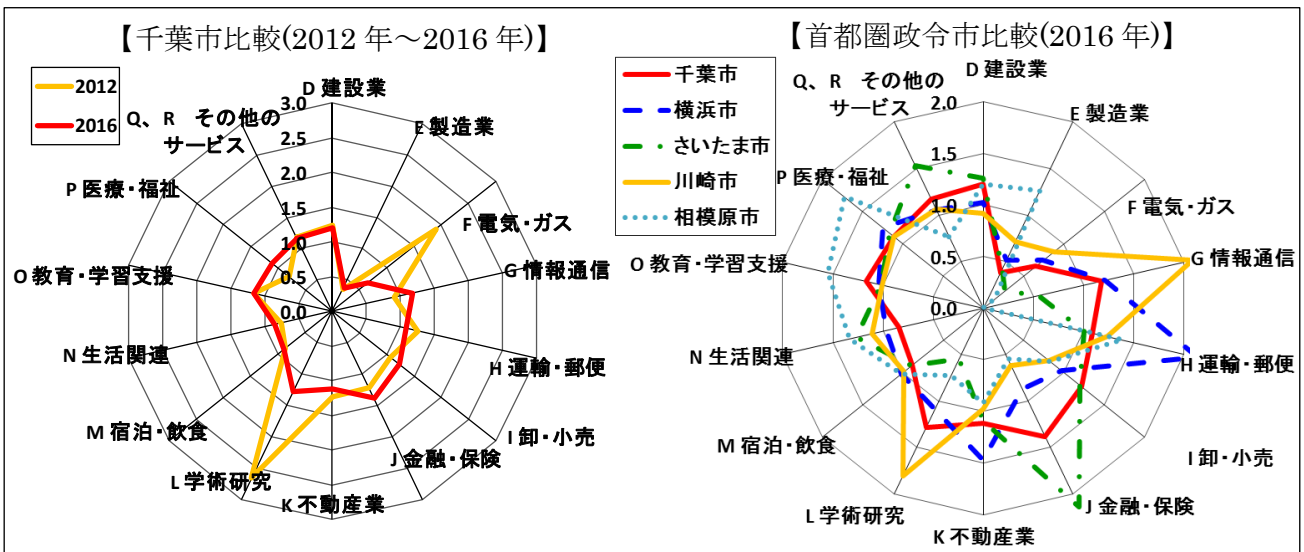 【千葉市比較(2012 年～2016 年)】
2012
2016
D 建設業
E 製造業
F 電気・ガス
G 情報通信
H 運輸・郵便
I 卸・小売
J 金融・保険
K 不動産業
L 学術研究
M 宿泊・飲食
N 生活関連
O 教育・学習支援
P 医療・福祉
Q、R その他の
サービス
3.0
2.5
2.0
1.5
1.0
0.5
0.0
【首都圏政令市比較(2016 年)】
千葉市
横浜市
さいたま市
川崎市
相模原市
D 建設業
E 製造業
F 電気・ガス
G 情報通信
H 運輸・郵便
I 卸・小売
J 金融・保険
K 不動産業
L 学術研究
M 宿泊・飲食
N 生活関連
O 教育・学習支援
P 医療・福祉
Q、R その他の
サービス
2.0
1.5
1.0
0.5
0.0